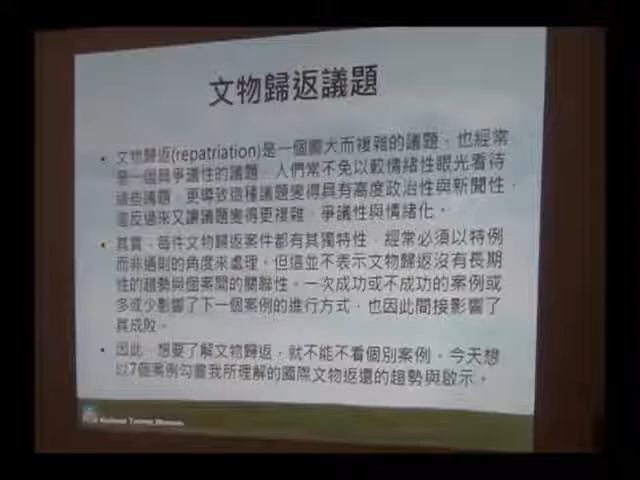 文物歸返議題
• 文物歸返(repatriation)是一個龐大而複雜的議題，也經常
是一個具爭議性的議題，人們常不免以較情緒性眼光看待
這些議題，更導致這種議題變得具有高度政治性與新聞性，
這反過來又讓議題變得更複雜、爭議性與情緒化。
• 其實，每件文物歸返案件都有其獨特性，經常必須以特例
而非通則的角度來處理，但這並不表示文物歸返沒有長期
性的趨勢與個案間的關聯性。一次成功或不成功的案例或
多或少影響了下一個案例的進行方式，也因此間接影響了
其成敗。
• 因此，想要了解文物歸返，就不能不看個別案例。今天想
以7個案例勾畫我所理解的國際文物返還的趨勢與啟示。
National Taiwan Museum